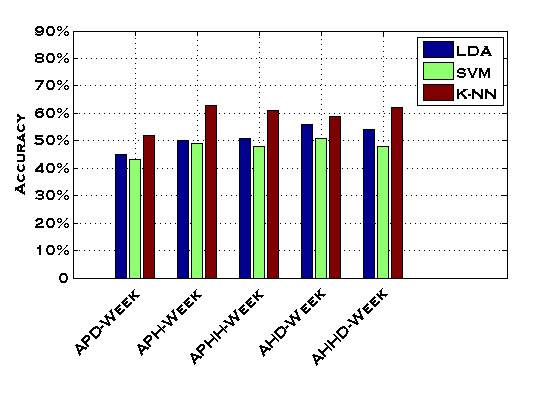 90%
80%
70%
60%
50%
40%
30%
20%
10%
0
Accuracy
LDA
SVM
K-NN
APD-Week
APH-Week
APHH-Week
AHD-Week
AHHD-Week